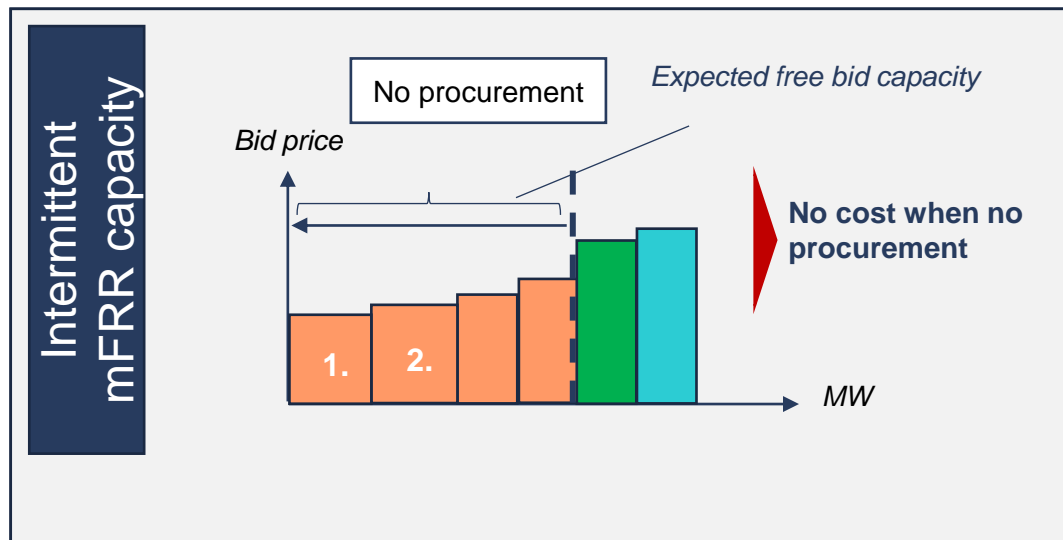 Intermittent
mFRR capacity
No procurement
Expected free bid capacity
Bid price
No cost when no
procurement
1.
2.
MW